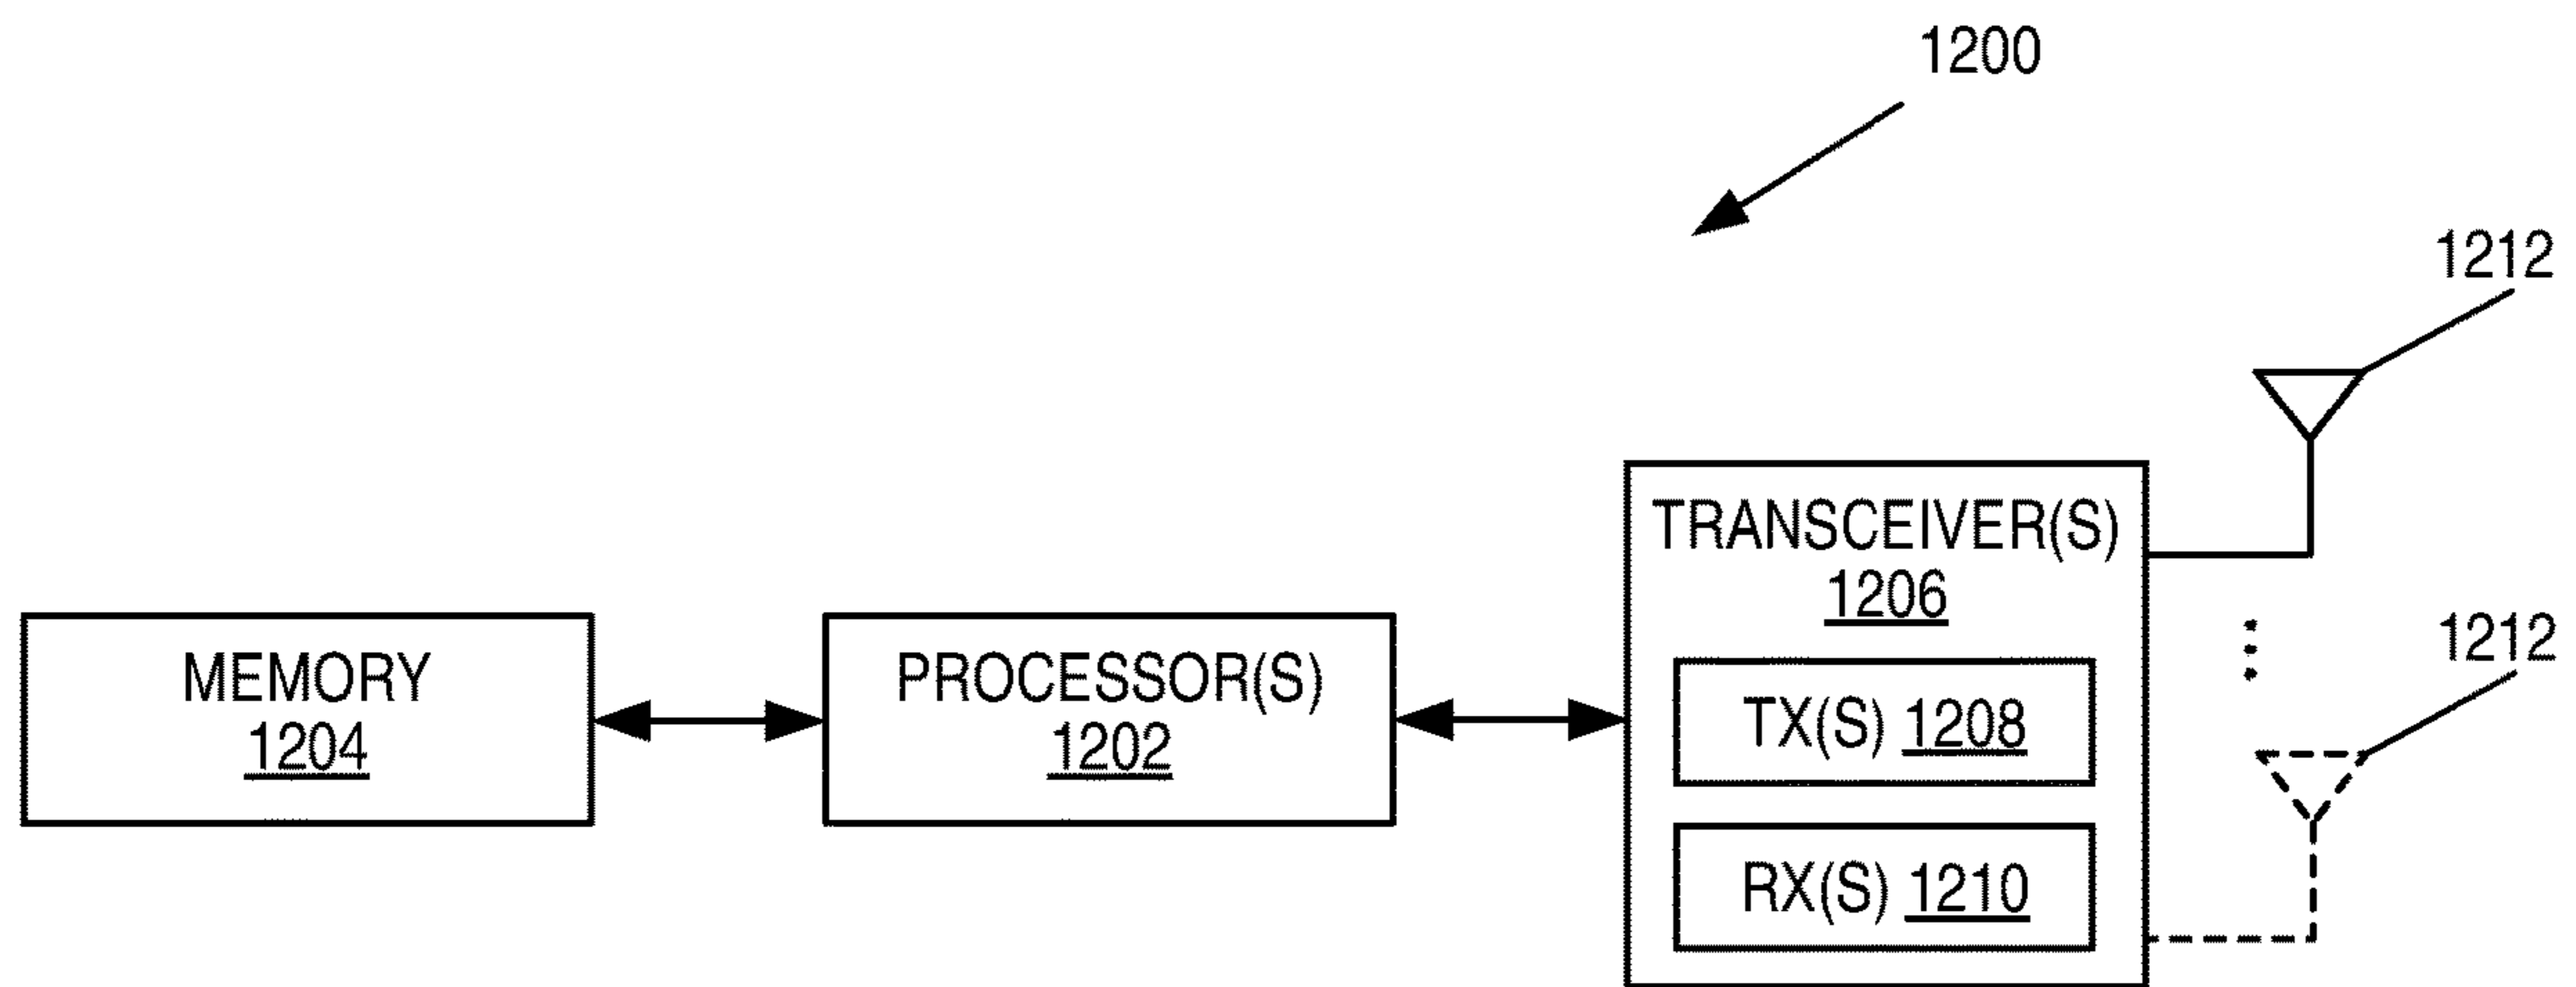 1200
1212
TRANSCEIVER(S)
1206
1212
MEMORY
1204
PROCESSOR(S)
1202
TX(S) 1208
RX(S) 1210